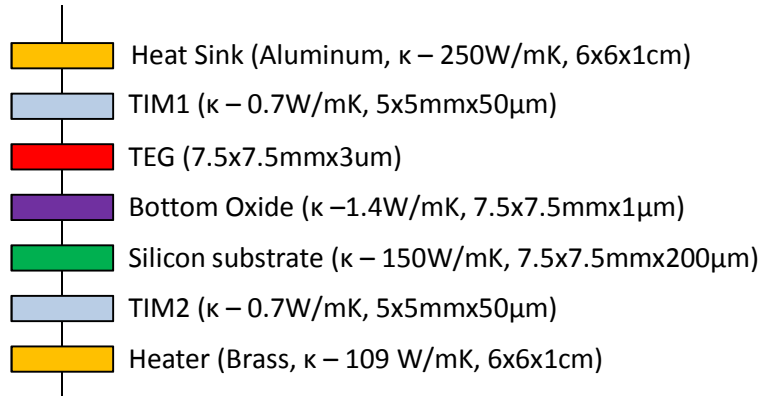 Heat Sink (Aluminum, κ – 250W/mK, 6x6x1cm)
TIM1 (κ – 0.7W/mK, 5x5mmx50μm)
TEG (7.5x7.5mmx3um)
Bottom Oxide (κ –1.4W/mK, 7.5x7.5mmx1μm)
Silicon substrate (κ – 150W/mK, 7.5x7.5mmx200μm)
TIM2 (κ – 0.7W/mK, 5x5mmx50μm)
Heater (Brass, κ – 109 W/mK, 6x6x1cm)